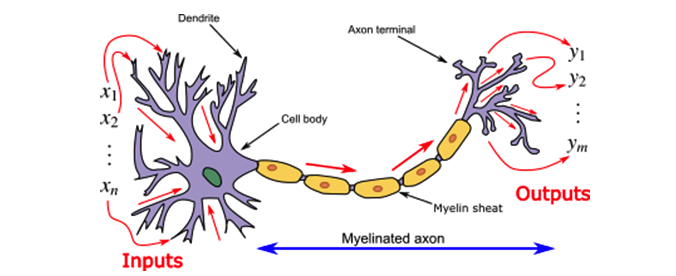 Dendrite
Axon terminal
y1
x1
y2
x2
Cell body
⋮
⋮
ym
xn
Outputs
Myelin sheat
Myelinated axon
Inputs